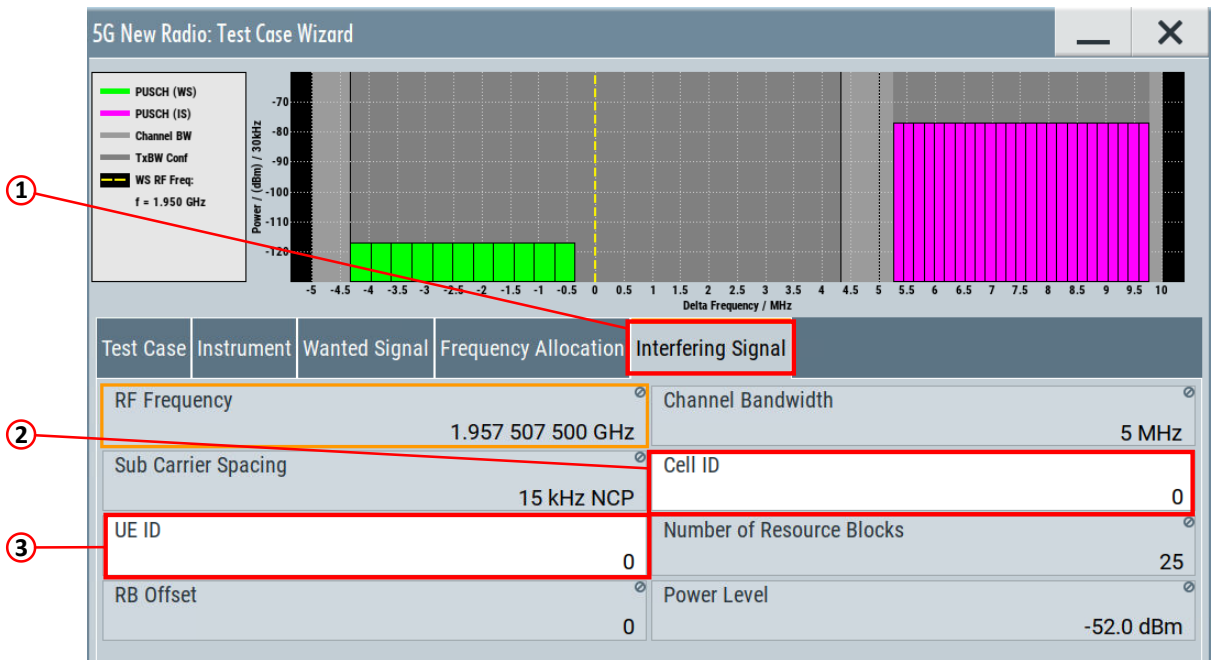 5G New Radio: Test Case Wizard
PUSCH (WS)
PUSCH (IS)
Channel BW
TxBW Conf
WS RF Freq:
f = 1.950 GHz
Power / (dBm) / 30kHz
-70
-80
-90
-100
-110
-120
-5 -4.5 -4 -3.5 -3 -2.5 -2 -1.5 -1 -0.5 0 0.5 1 1.5 2 2.5 3 3.5 4 4.5 5 5.5 6 6.5 7 7.5 8 8.5 9 9.5 10
Delta Frequency / MHz
1
Test Case Instrument Wanted Signal Frequency Allocation Interfering Signal
RF Frequency
1.957 507 500 GHz
Channel Bandwidth
5 MHz
2
Sub Carrier Spacing
15 kHz NCP
Cell ID
0
3
UE ID
0
Number of Resource Blocks
25
RB Offset
0
Power Level
-52.0 dBm